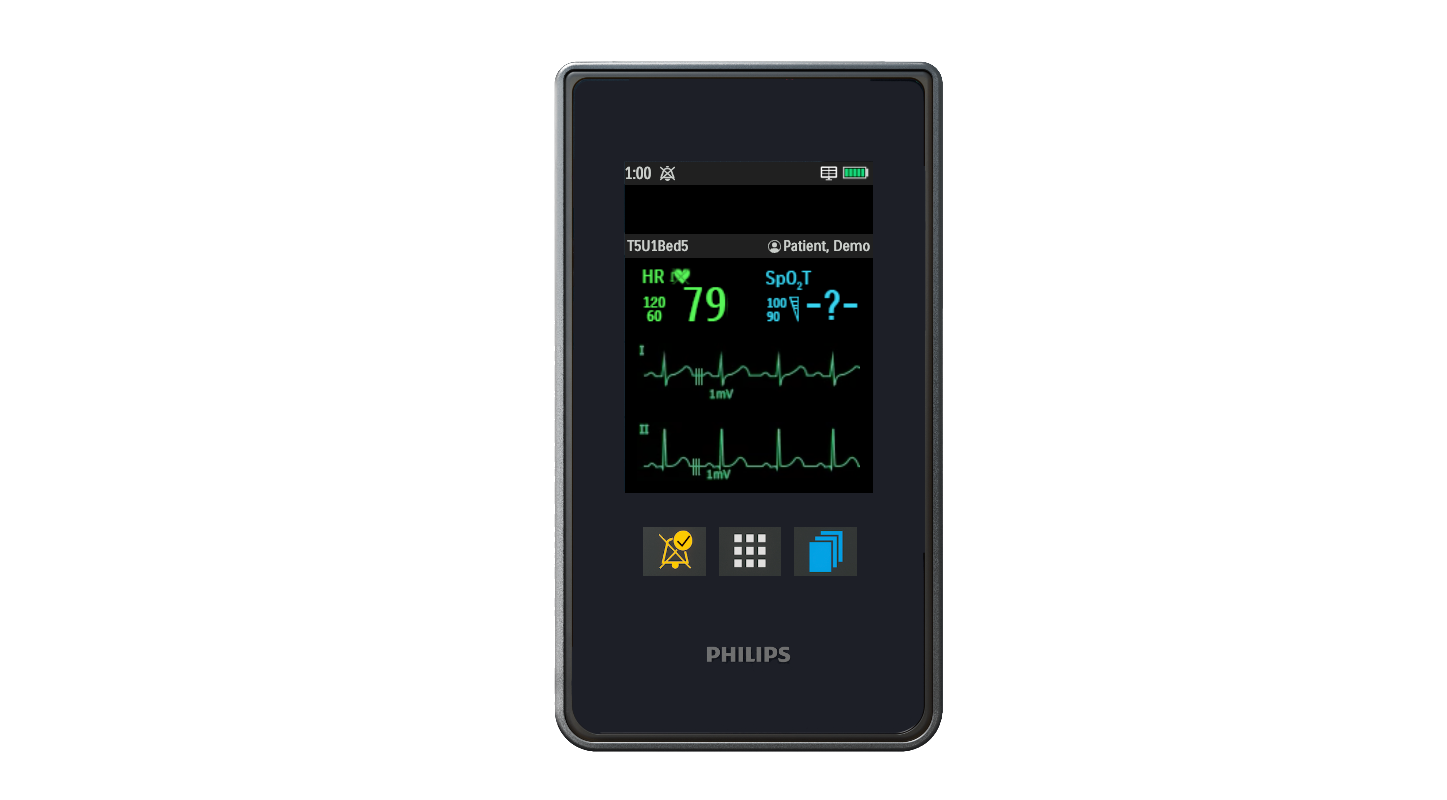 1:00
T5U1Bed5 Patient, Demo
HR SpO₂T
120 79 100 -?-
60 90
I
1mV
II
1mV
PHILIPS